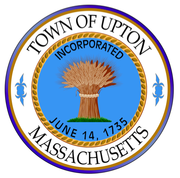 TOWN OF UPTON
INCORPORATED
JUNE 14, 1735
MASSACHUSETTS